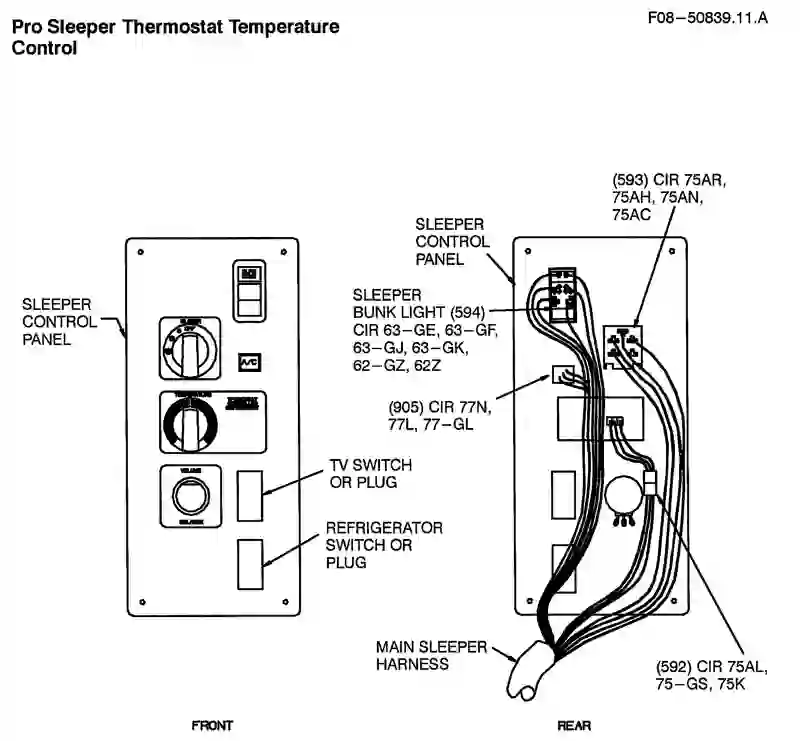 F08-50839.11.A
Pro Sleeper Thermostat Temperature
Control
(593) CIR 75AR,
75AH, 75AN,
75AC
SLEEPER
CONTROL
PANEL
SLEEPER
BUNK LIGHT (594)
CIR 63-GE, 63-GF,
63-GJ, 63-GK,
62-GZ, 62Z
SLEEPER
CONTROL
PANEL
OFF
A/C
TEMPERATURE
(905) CIR 77N,
77L, 77-GL
TV SWITCH
OR PLUG
VOLUME
REFRIGERATOR
SWITCH OR
PLUG
MAIN SLEEPER
HARNESS
(592) CIR 75AL,
75-GS, 75K
FRONT
REAR